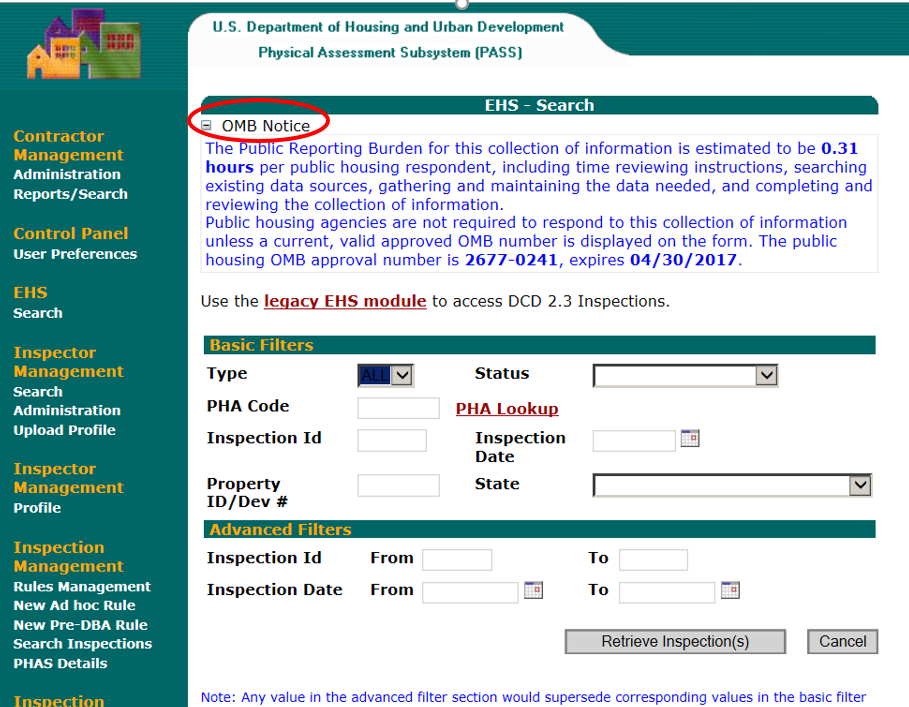 U.S. Department of Housing and Urban Development
Physical Assessment Subsystem (PASS)
Contractor
Management
Administration
Reports/Search
Control Panel
User Preferences
EHS
Search
Inspector
Management
Search
Administration
Upload Profile
Inspector
Management
Profile
Inspection
Management
Rules Management
New Ad hoc Rule
New Pre-DBA Rule
Search Inspections
PHAS Details
Inspection
EHS - Search
OMB Notice
The Public Reporting Burden for this collection of information is estimated to be 0.31
hours per public housing respondent, including time reviewing instructions, searching
existing data sources, gathering and maintaining the data needed, and completing and
reviewing the collection of information.
Public housing agencies are not required to respond to this collection of information
unless a current, valid approved OMB number is displayed on the form. The public
housing OMB approval number is 2677-0241, expires 04/30/2017.
Use the legacy EHS module to access DCD 2.3 Inspections.
Basic Filters
Type ALL Status
PHA Code PHA Lookup
Inspection Id Inspection
Date
Property State
ID/Dev #
Advanced Filters
Inspection Id From To
Inspection Date From To
Retrieve Inspection(s) Cancel
Note: Any value in the advanced filter section would supersede corresponding values in the basic filter